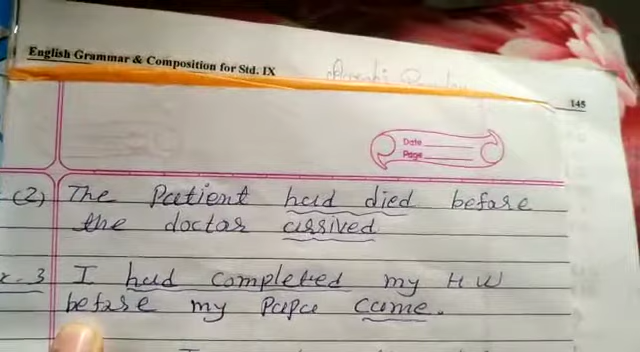 English Grammar & Composition for Std. IX
145
Date
Page
(2) The Patient had died before
the doctor arrived
x. 3 I had completed my H.W
before my Papa came.